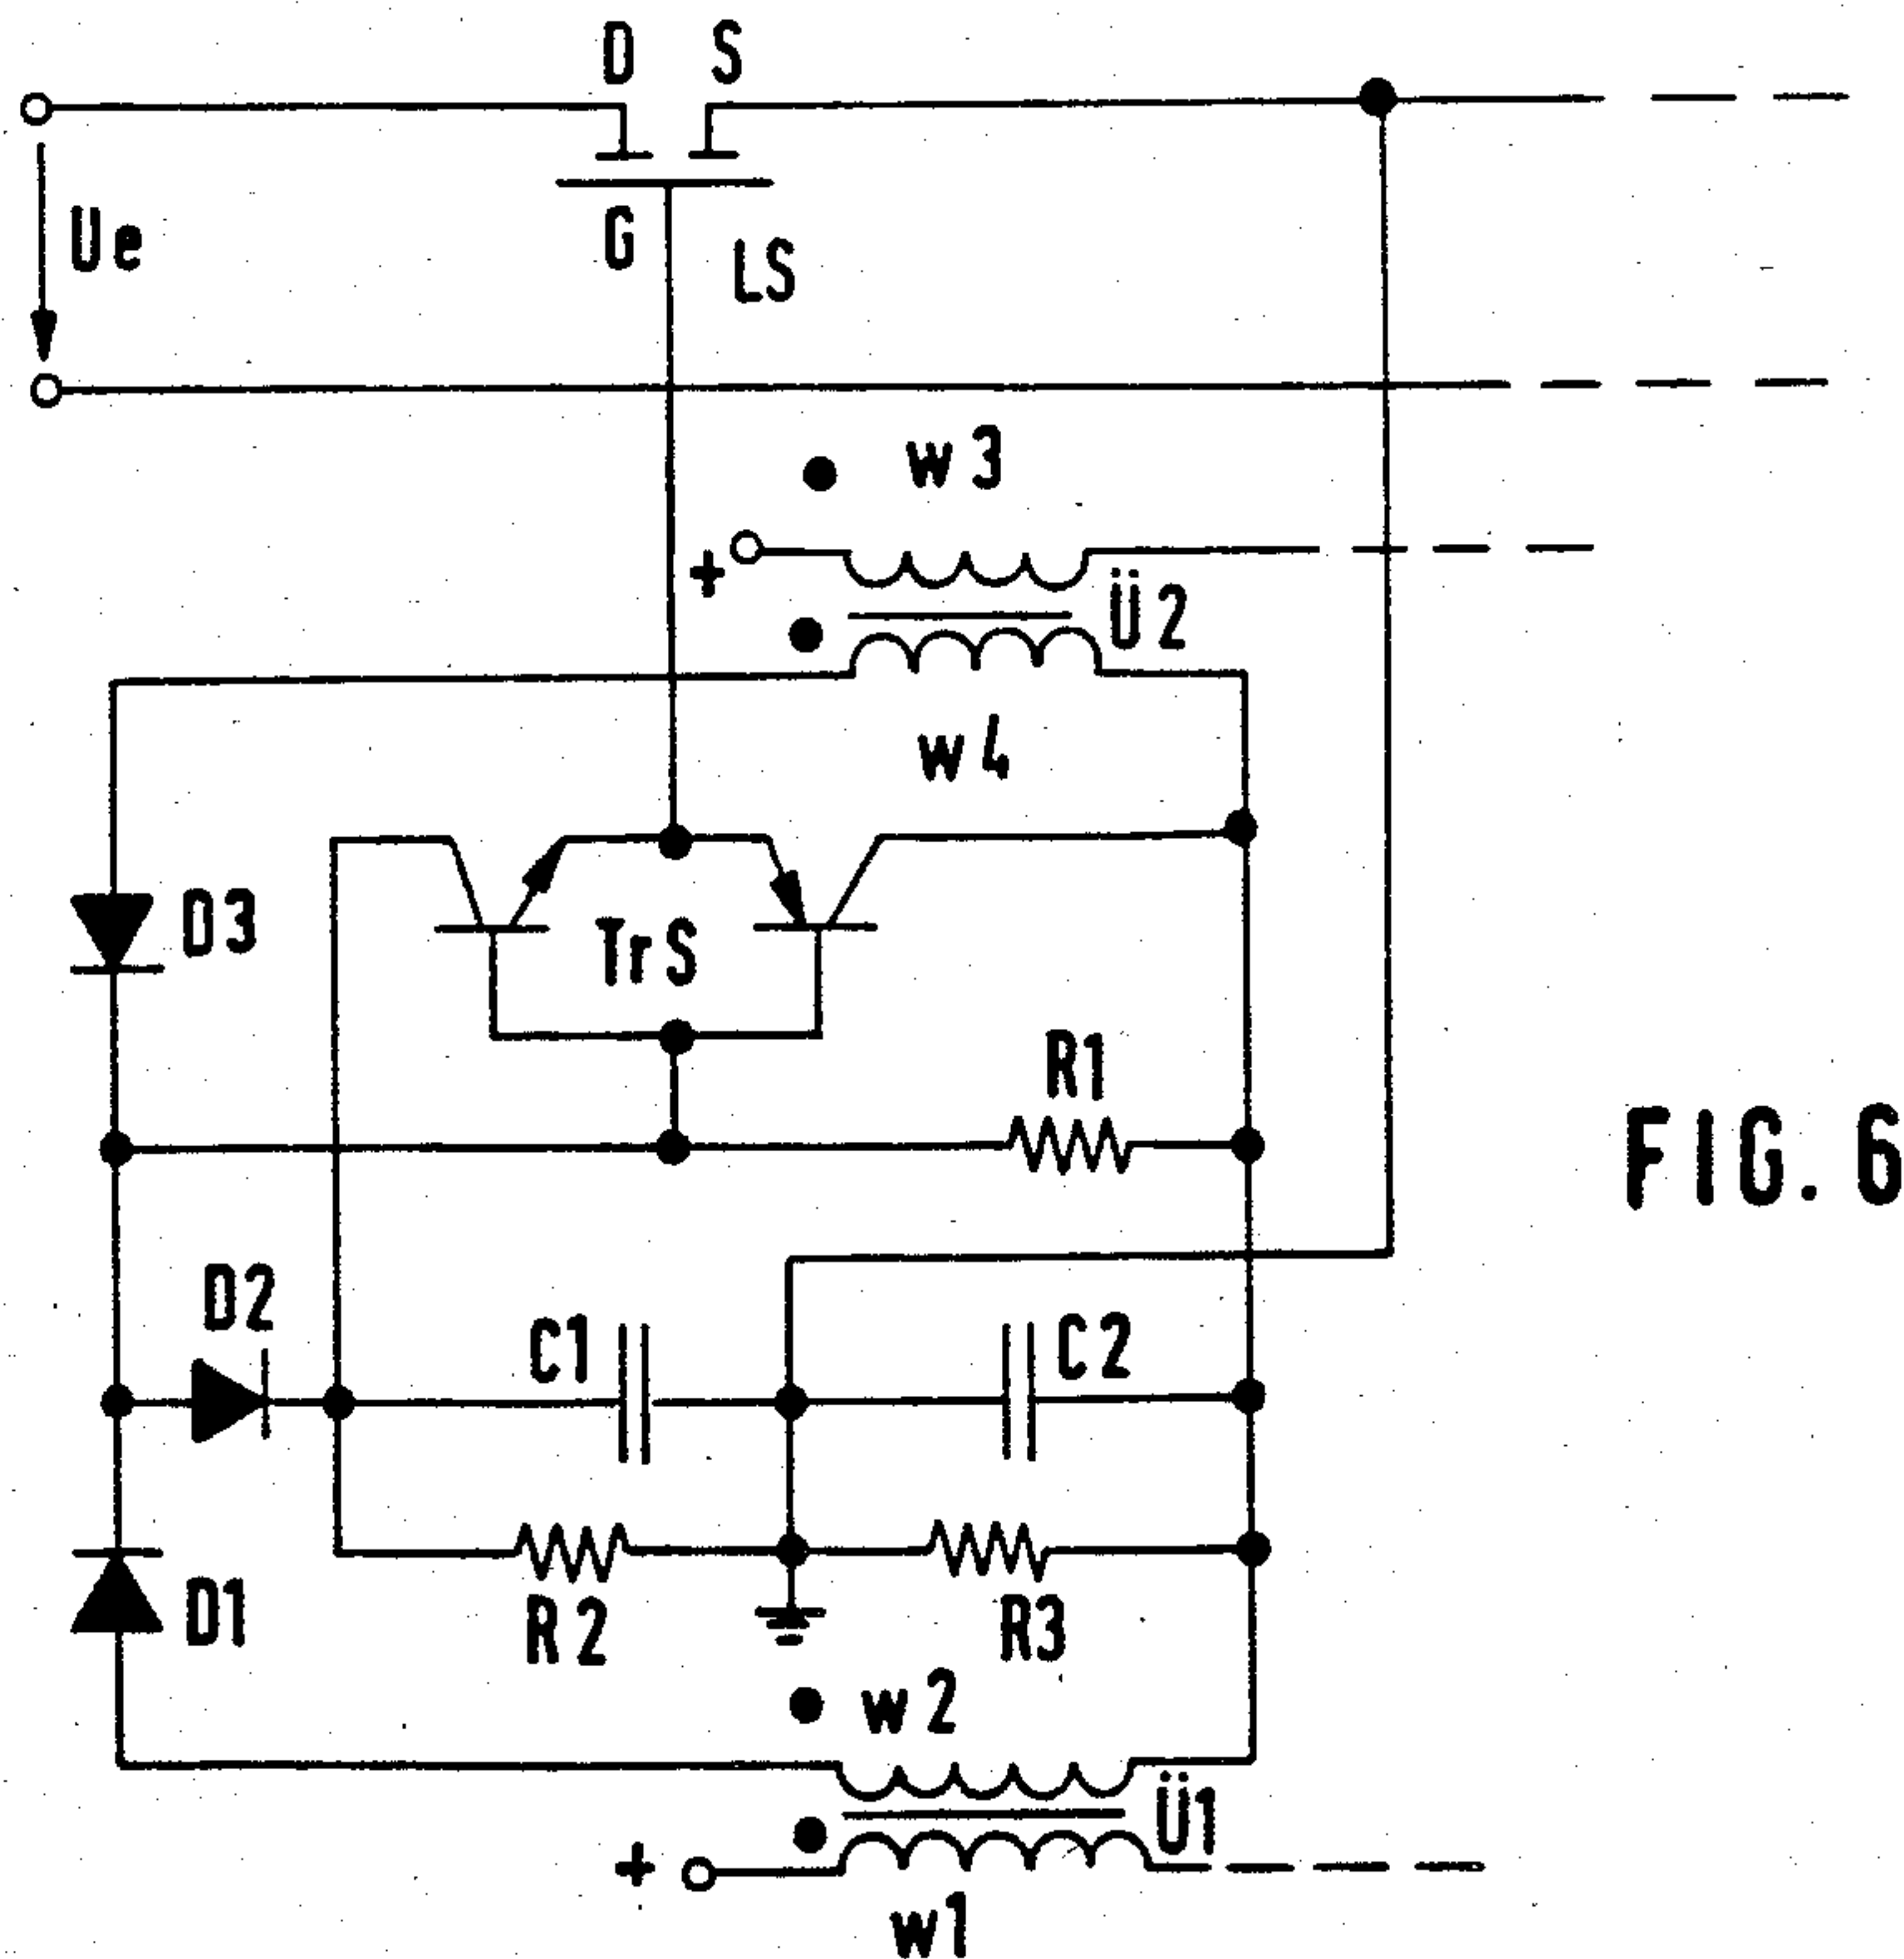 D S
Ue
G
LS
w3
+
Ü2
w4
D3
TrS
R1
FIG. 6
D2
C1
C2
D1
R2
R3
w2
Ü1
+
w1